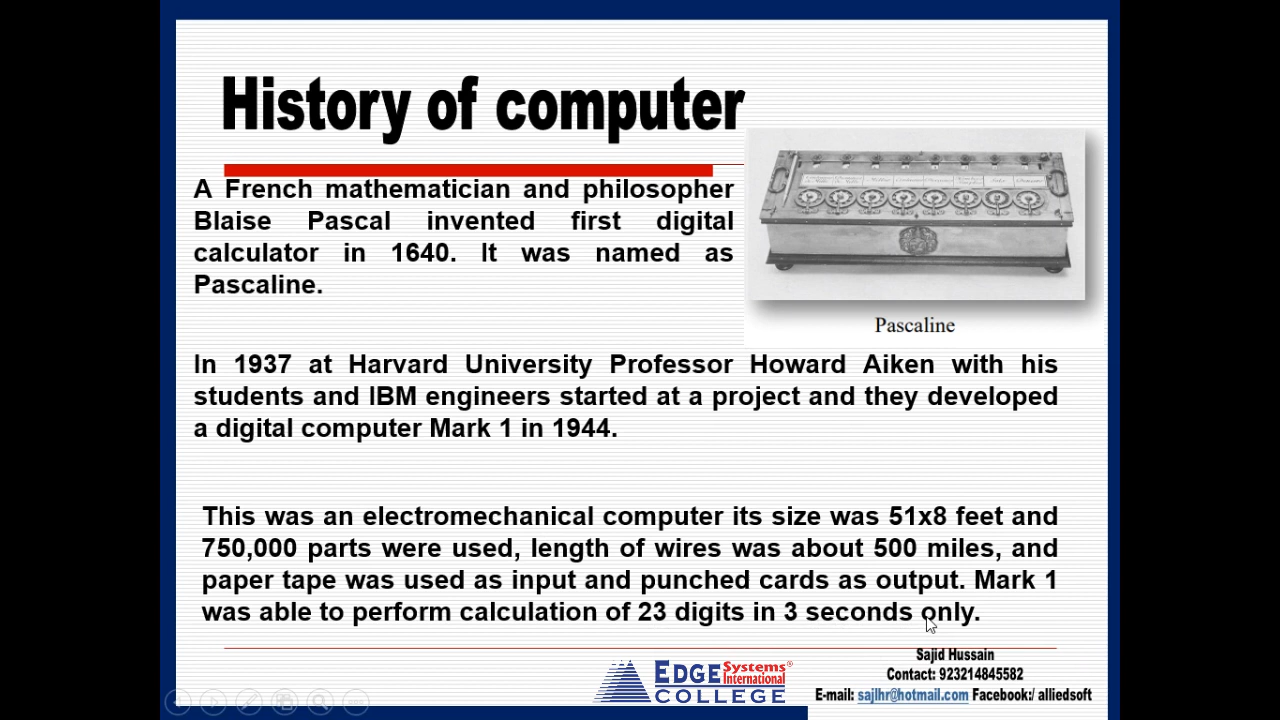 History of computer
A French mathematician and philosopher
Blaise Pascal invented first digital
calculator in 1640. It was named as
Pascaline.
Pascaline
In 1937 at Harvard University Professor Howard Aiken with his
students and IBM engineers started at a project and they developed
a digital computer Mark 1 in 1944.
This was an electromechanical computer its size was 51x8 feet and
750,000 parts were used, length of wires was about 500 miles, and
paper tape was used as input and punched cards as output. Mark 1
was able to perform calculation of 23 digits in 3 seconds only.
EDGE Systems International ®
COLLEGE
Sajid Hussain
Contact: 923214845582
E-mail: sajlhr@hotmail.com Facebook:/ alliedsoft